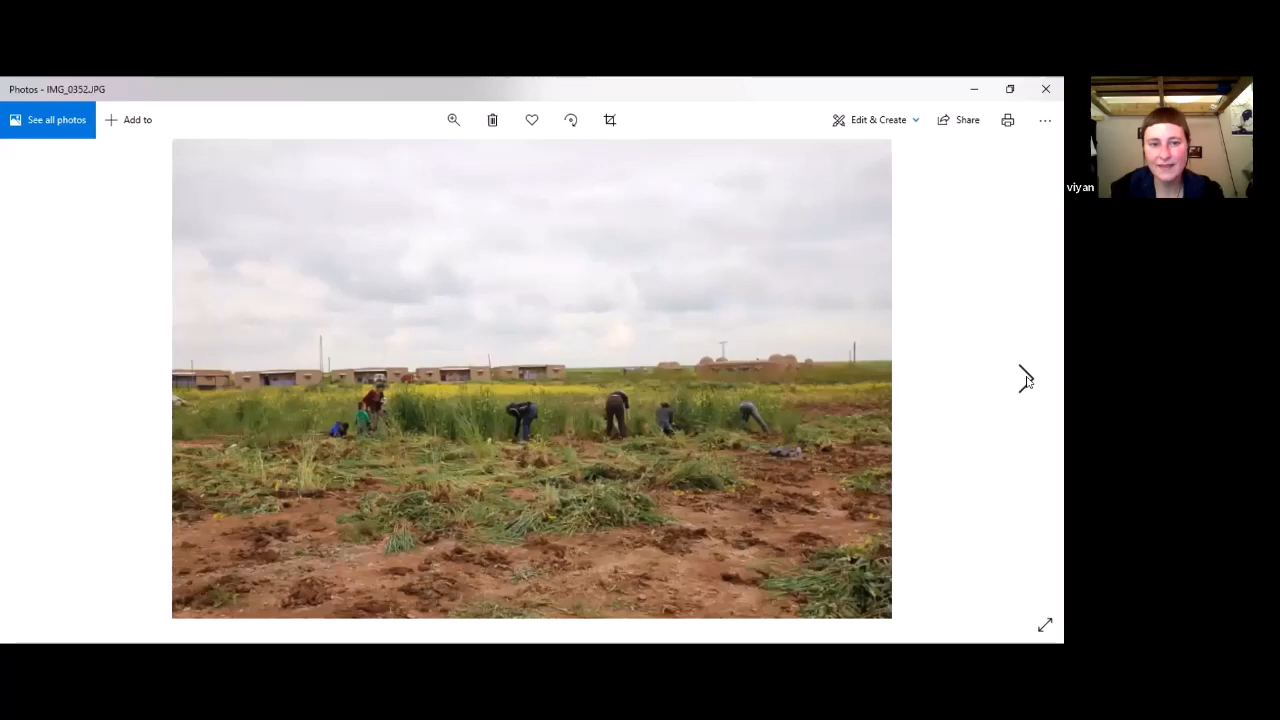 Photos - IMG_0352.JPG
See all photos
Add to
Edit & Create
Share
viyan